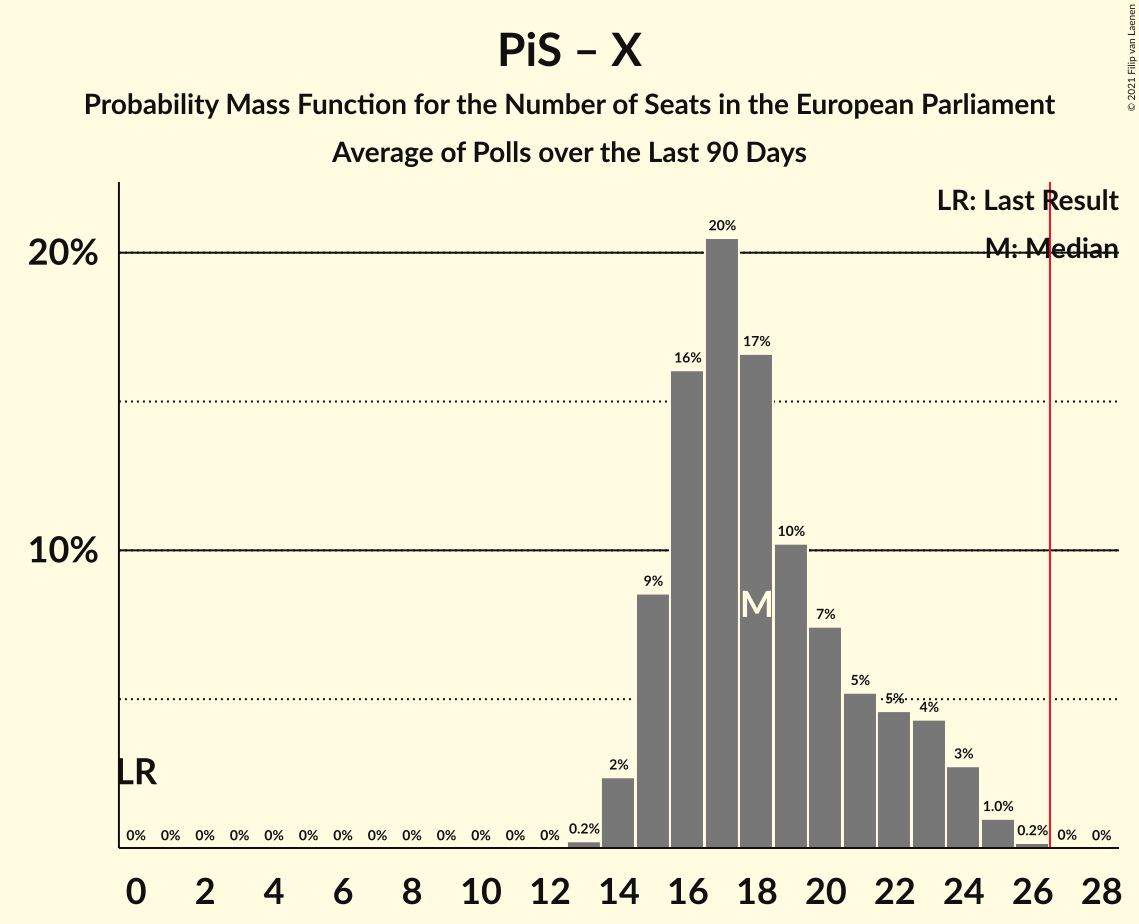 © 2021 Filip van Laenen
PiS – X
Probability Mass Function for the Number of Seats in the European Parliament
Average of Polls over the Last 90 Days
LR: Last Result
M: Median
20%
10%
20%
17%
16%
10%
9%
7%
5%
5%
4%
3%
2%
1.0%
0.2%
0.2%
0% 0% 0% 0% 0% 0% 0% 0% 0% 0% 0% 0% 0% 0% 0%
M
LR
0 2 4 6 8 10 12 14 16 18 20 22 24 26 28